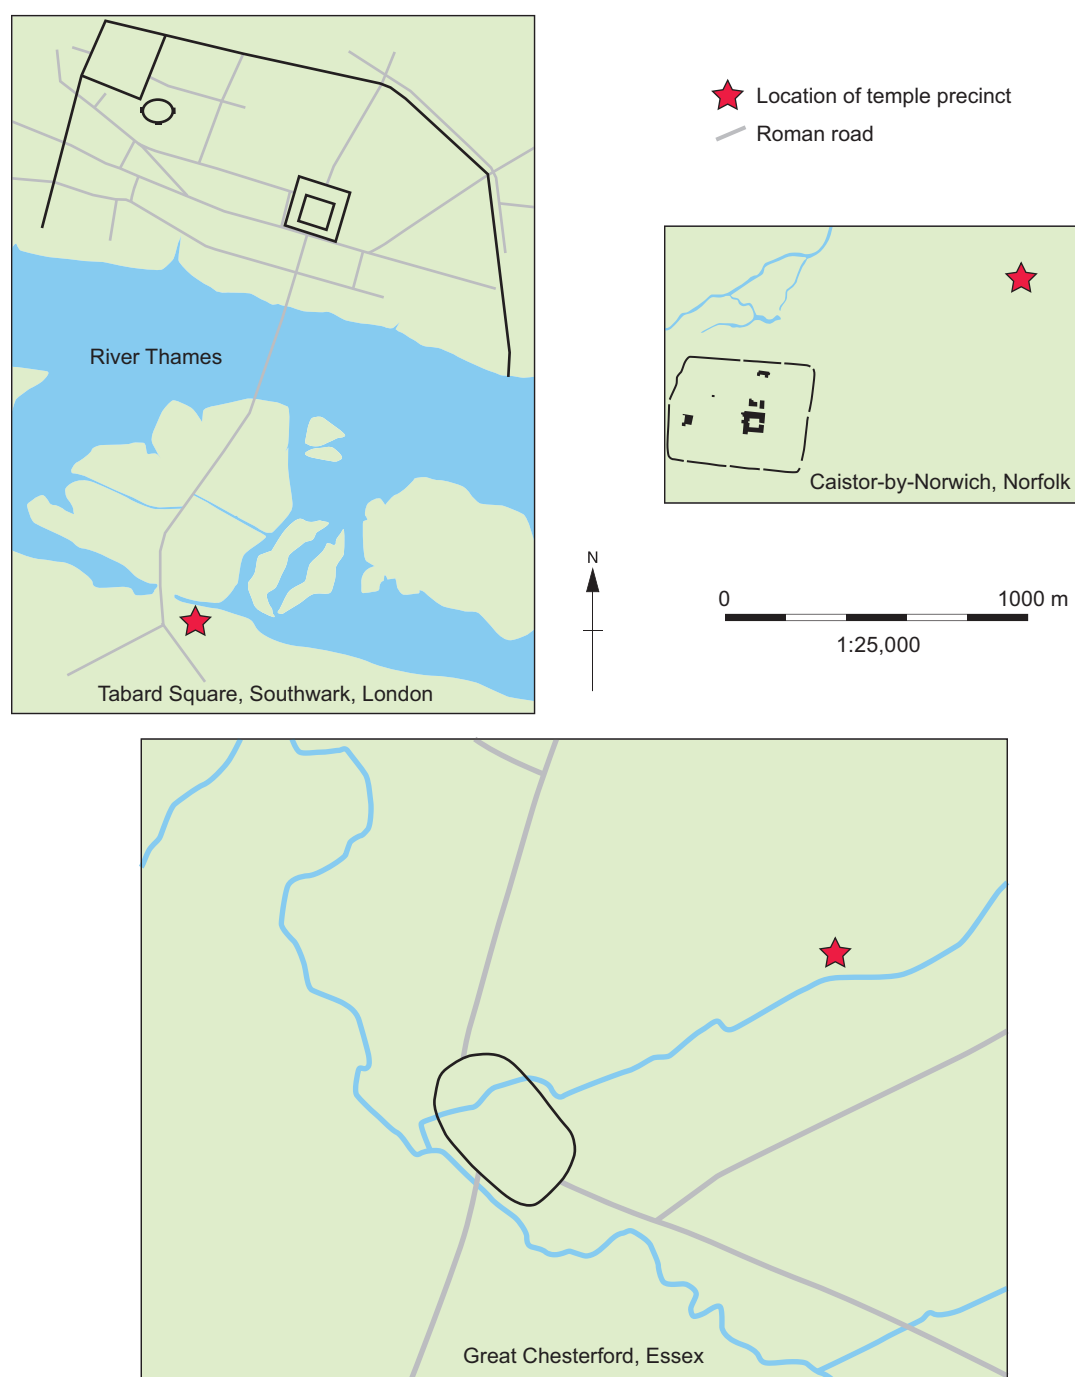 Location of temple precinct
Roman road
River Thames
Tabard Square, Southwark, London
Caistor-by-Norwich, Norfolk
N
0 1000 m
1:25,000
Great Chesterford, Essex